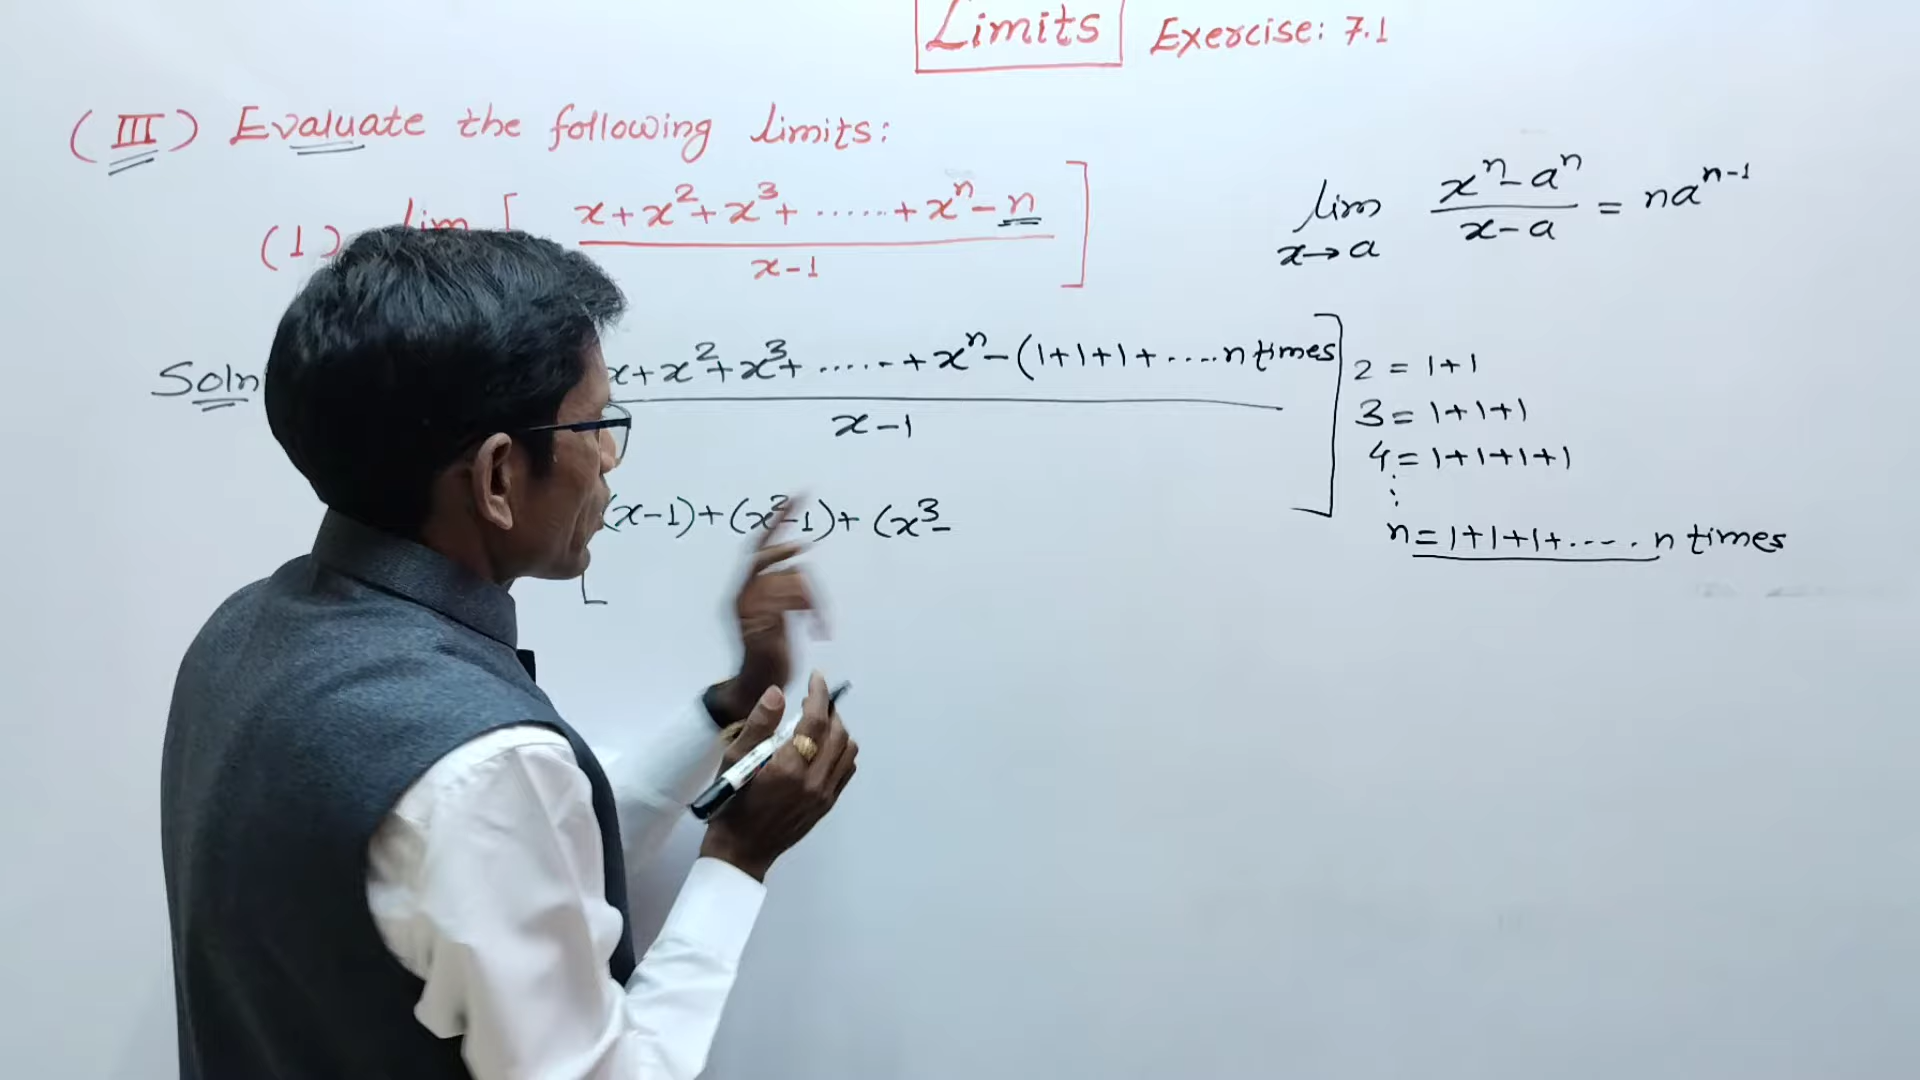 Limits Exercise: 7.1
(III) Evaluate the following limits:
(1) lim [ x+x²+x³+ ......+ xⁿ-n / x-1 ]
lim x→a xⁿ-aⁿ / x-a = naⁿ⁻¹
Soln x+x²+x³+ .....+xⁿ-(1+1+1+....n times / x-1 ]
2 = 1+1
3 = 1+1+1
4 = 1+1+1+1
⋮
n=1+1+1+..... n times
[ (x-1)+(x²-1)+(x³-